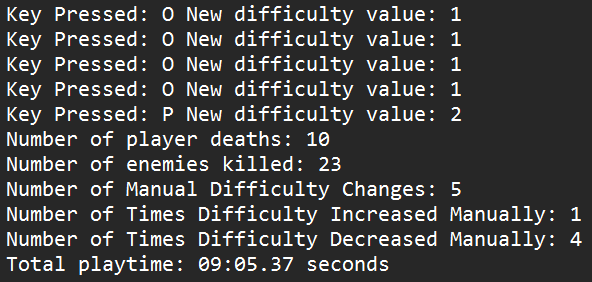 Key Pressed: O New difficulty value: 1
Key Pressed: O New difficulty value: 1
Key Pressed: O New difficulty value: 1
Key Pressed: O New difficulty value: 1
Key Pressed: P New difficulty value: 2
Number of player deaths: 10
Number of enemies killed: 23
Number of Manual Difficulty Changes: 5
Number of Times Difficulty Increased Manually: 1
Number of Times Difficulty Decreased Manually: 4
Total playtime: 09:05.37 seconds